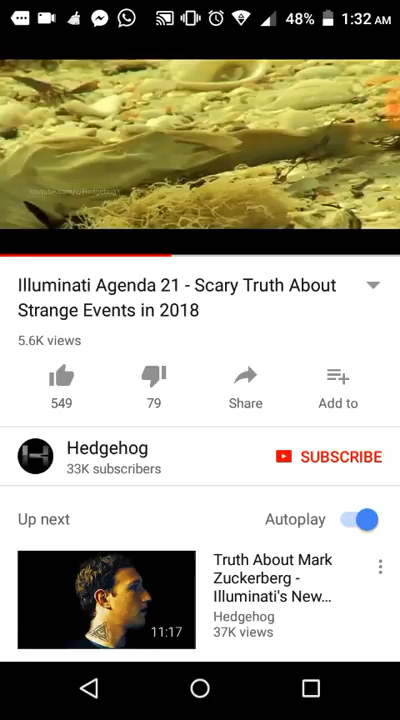 48% 1:32 AM
Illuminati Agenda 21 - Scary Truth About
Strange Events in 2018
5.6K views
549 79 Share Add to
Hedgehog
33K subscribers
SUBSCRIBE
Up next Autoplay
Truth About Mark
Zuckerberg -
Illuminati's New...
Hedgehog
37K views
11:17